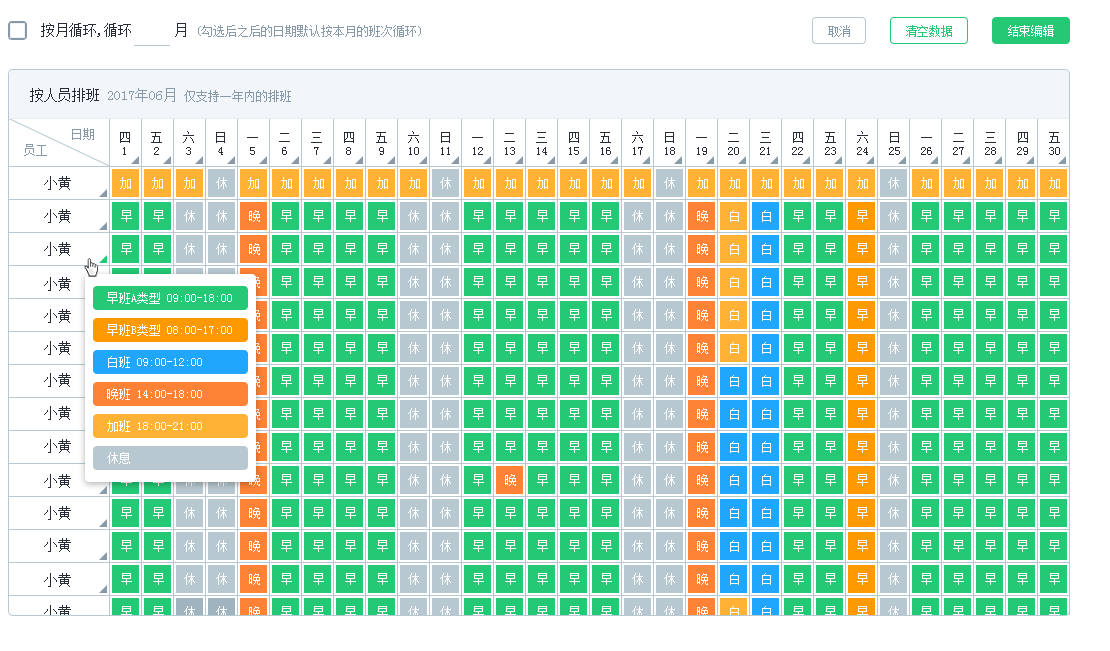 按月循环,循环 月 (勾选后之后的日期默认按本月的班次循环)
取消 清空数据 结束编辑
按人员排班 2017年06月 仅支持一年内的排班
日期 四 五 六 日 一 二 三 四 五 六 日 一 二 三 四 五 六 日 一 二 三 四 五 六 日 一 二 三 四 五
员工 1 2 3 4 5 6 7 8 9 10 11 12 13 14 15 16 17 18 19 20 21 22 23 24 25 26 27 28 29 30
小黄 加 加 加 休 加 加 加 加 加 加 休 加 加 加 加 加 加 休 加 加 加 加 加 加 休 加 加 加 加 加
小黄 早 早 休 休 晚 早 早 早 早 休 休 早 早 早 早 早 休 休 晚 白 白 早 早 早 休 早 早 早 早 早
小黄 早 早 休 休 晚 早 早 早 早 休 休 早 早 早 早 早 休 休 晚 白 白 早 早 早 休 早 早 早 早 早
小黄 早 早 早 早 休 休 早 早 早 早 早 休 休 晚 白 白 早 早 早 休 早 早 早 早 早
小黄 早 早 早 早 休 休 早 早 早 早 早 休 休 晚 白 白 早 早 早 休 早 早 早 早 早
小黄 早 早 早 早 休 休 早 早 早 早 早 休 休 晚 白 白 早 早 早 休 早 早 早 早 早
小黄 早 早 早 早 休 休 早 早 早 早 早 休 休 晚 白 白 早 早 早 休 早 早 早 早 早
小黄 早 早 早 早 休 休 早 早 早 早 早 休 休 晚 白 白 早 早 早 休 早 早 早 早 早
小黄 早 早 早 早 休 休 早 早 早 早 早 休 休 晚 白 白 早 早 早 休 早 早 早 早 早
小黄 早 早 早 早 休 休 早 晚 早 早 早 休 休 晚 白 白 早 早 早 休 早 早 早 早 早
早班A类型 09:00-18:00
早班B类型 08:00-17:00
白班 09:00-12:00
晚班 14:00-18:00
加班 18:00-21:00
休息
小黄 早 早 休 休 晚 早 早 早 早 休 休 早 早 早 早 早 休 休 晚 白 白 早 早 早 休 早 早 早 早 早
小黄 早 早 休 休 晚 早 早 早 早 休 休 早 早 早 早 早 休 休 晚 白 白 早 早 早 休 早 早 早 早 早
小黄 早 早 休 休 晚 早 早 早 早 休 休 早 早 早 早 早 休 休 晚 白 白 早 早 早 休 早 早 早 早 早
小黄 早 早 休 休 晚 早 早 早 早 休 休 早 早 早 早 早 休 休 晚 白 白 早 早 早 休 早 早 早 早 早